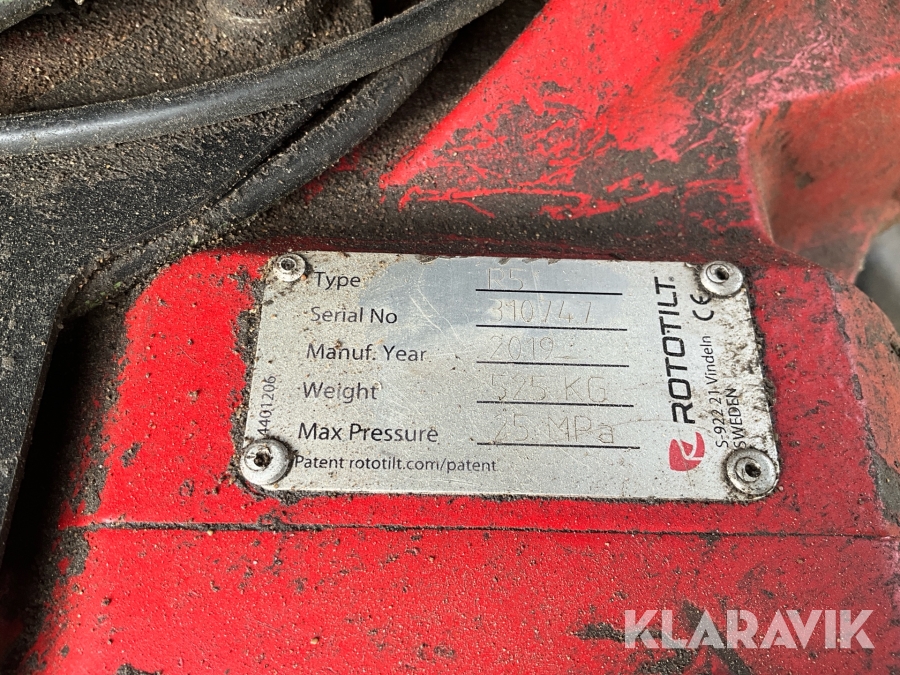 Type R5
Serial No 310747
Manuf. Year 2019
Weight 525 KG
Max Pressure 25 MPa
Patent rototilt.com/patent
4401206
ROTOTILT®
S-922 21 Vindeln CE
SWEDEN
KLARAVIK